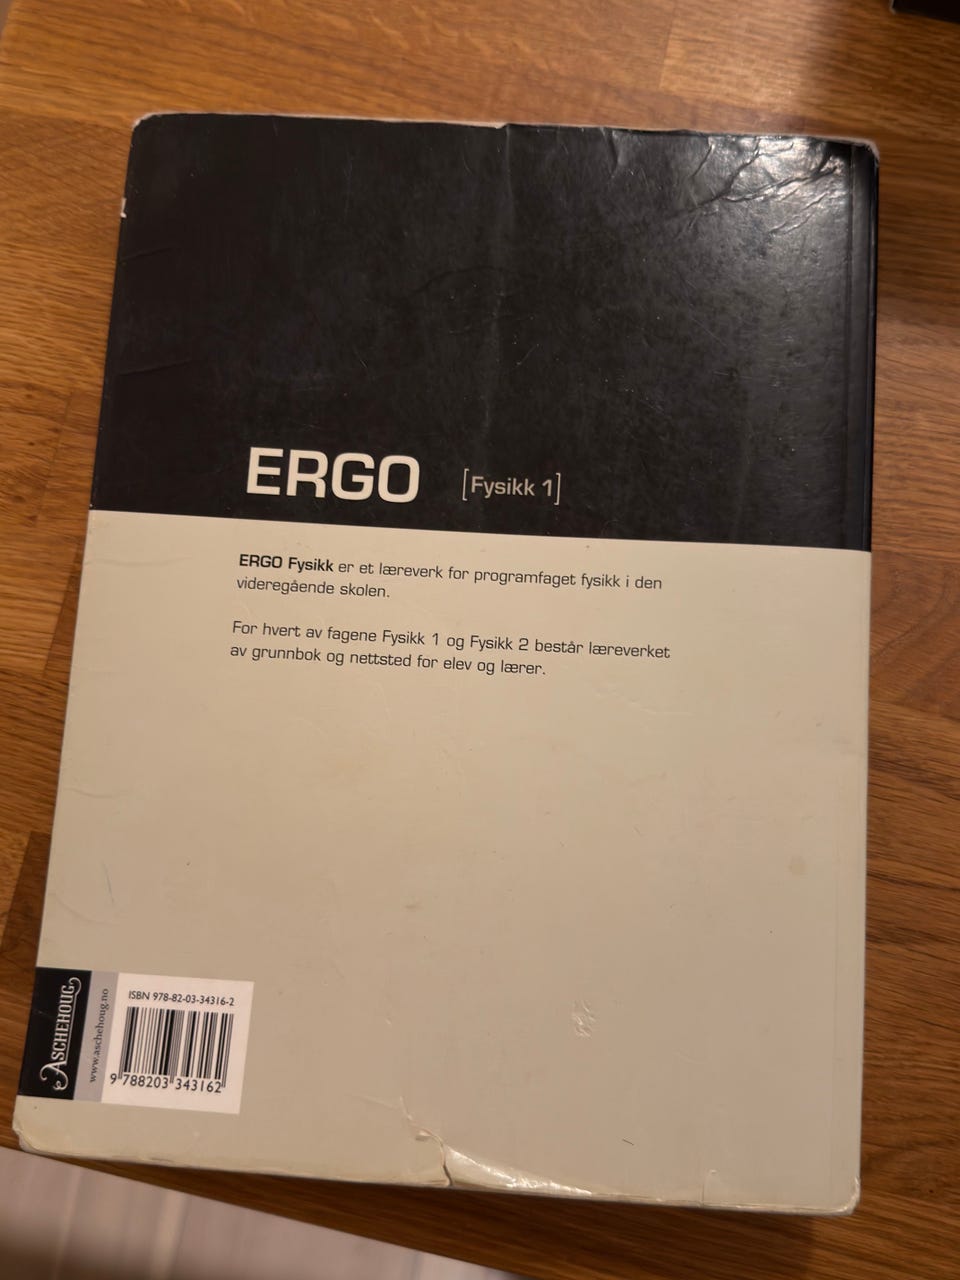 ERGO [Fysikk 1]
ERGO Fysikk er et læreverk for programfaget fysikk i den
videregående skolen.
For hvert av fagene Fysikk 1 og Fysikk 2 består læreverket
av grunnbok og nettsted for elev og lærer.
ASCHEHOUG
www.aschehoug.no
ISBN 978-82-03-34316-2
9 788203 343162